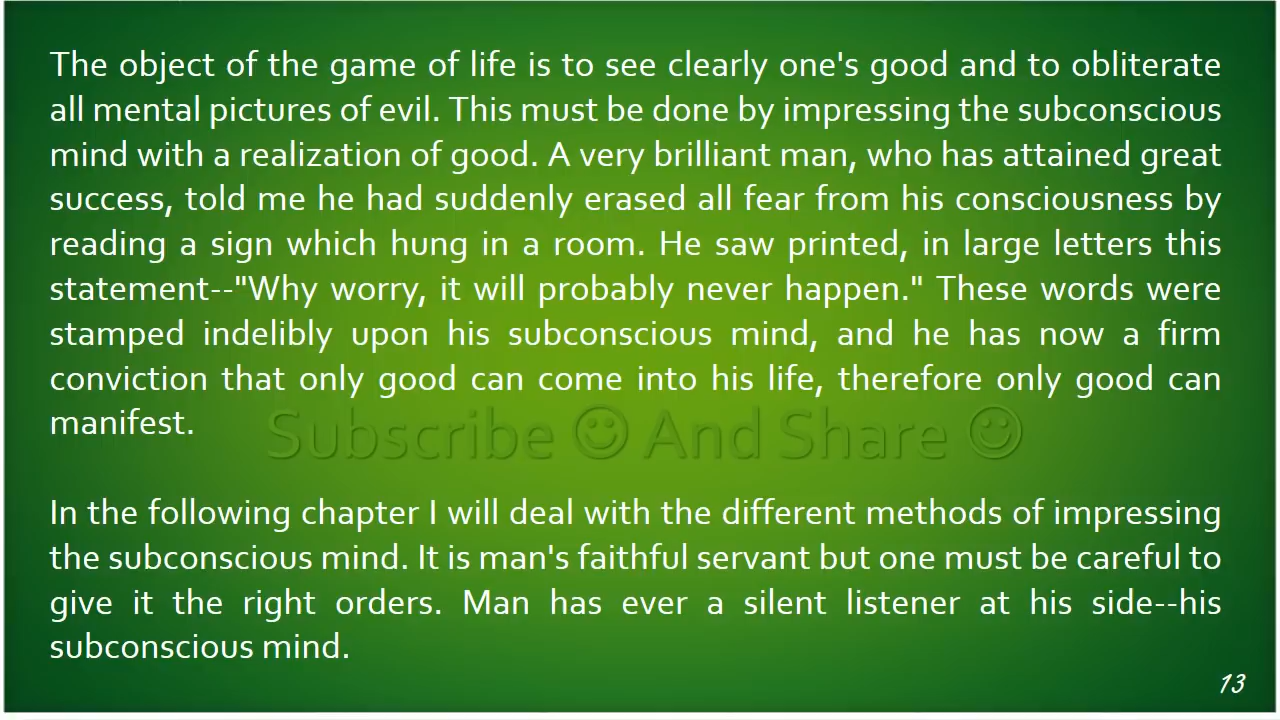 The object of the game of life is to see clearly one's good and to obliterate
all mental pictures of evil. This must be done by impressing the subconscious
mind with a realization of good. A very brilliant man, who has attained great
success, told me he had suddenly erased all fear from his consciousness by
reading a sign which hung in a room. He saw printed, in large letters this
statement--"Why worry, it will probably never happen." These words were
stamped indelibly upon his subconscious mind, and he has now a firm
conviction that only good can come into his life, therefore only good can
manifest.
Subscribe ☺ And Share ☺
In the following chapter I will deal with the different methods of impressing
the subconscious mind. It is man's faithful servant but one must be careful to
give it the right orders. Man has ever a silent listener at his side--his
subconscious mind.
13